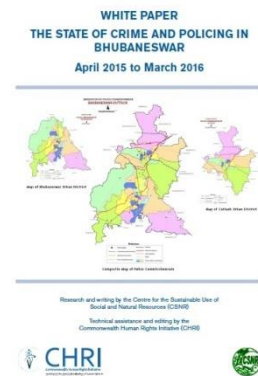 WHITE PAPER
THE STATE OF CRIME AND POLICING IN
BHUBANESWAR
April 2015 to March 2016
Map of Bhubaneswar Urban District
Map of Cuttack Urban District
Composite Map of Police Commissionerate
Research and writing by the Centre for the Sustainable Use of
Social and Natural Resources (CSNR)
Technical assistance and editing by the
Commonwealth Human Rights Initiative (CHRI)
CHRI
CSNR